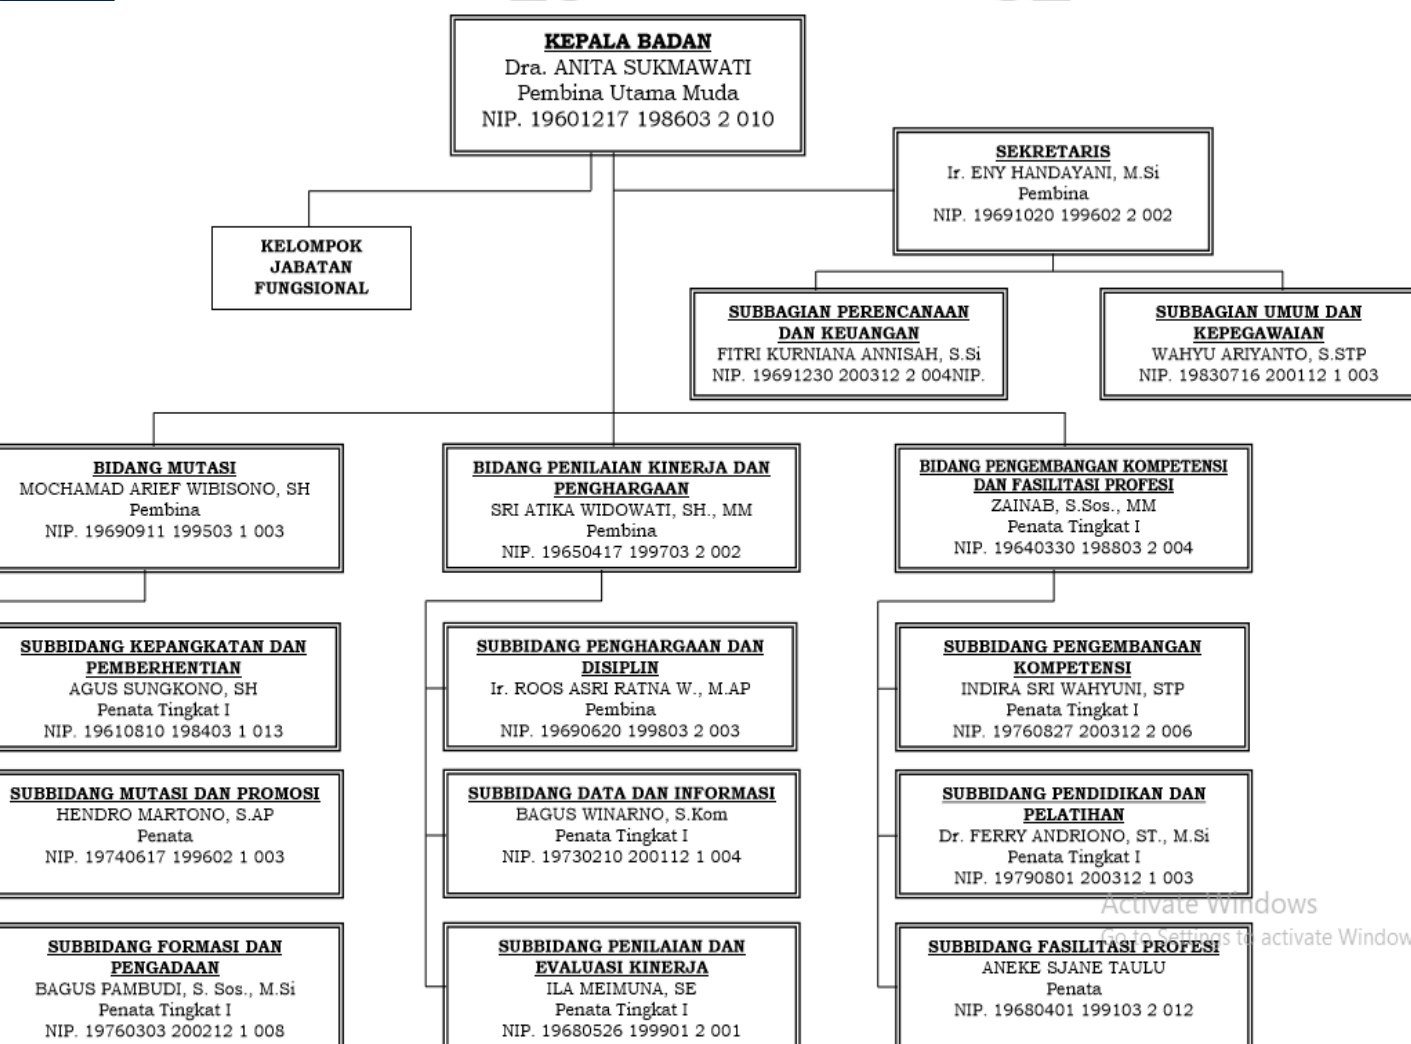 KEPALA BADAN
Dra. ANITA SUKMAWATI
Pembina Utama Muda
NIP. 19601217 198603 2 010
SEKRETARIS
Ir. ENY HANDAYANI, M.Si
Pembina
NIP. 19691020 199602 2 002
KELOMPOK
JABATAN
FUNGSIONAL
SUBBAGIAN PERENCANAAN
DAN KEUANGAN
FITRI KURNIANA ANNISAH, S.Si
NIP. 19691230 200312 2 004NIP.
SUBBAGIAN UMUM DAN
KEPEGAWAIAN
WAHYU ARIYANTO, S.STP
NIP. 19830716 200112 1 003
BIDANG MUTASI
MOCHAMAD ARIEF WIBISONO, SH
Pembina
NIP. 19690911 199503 1 003
BIDANG PENILAIAN KINERJA DAN
PENGHARGAAN
SRI ATIKA WIDOWATI, SH., MM
Pembina
NIP. 19650417 199703 2 002
BIDANG PENGEMBANGAN KOMPETENSI
DAN FASILITASI PROFESI
ZAINAB, S.Sos., MM
Penata Tingkat I
NIP. 19640330 198803 2 004
SUBBIDANG KEPANGKATAN DAN
PEMBERHENTIAN
AGUS SUNGKONO, SH
Penata Tingkat I
NIP. 19610810 198403 1 013
SUBBIDANG PENGHARGAAN DAN
DISIPLIN
Ir. ROOS ASRI RATNA W., M.AP
Pembina
NIP. 19690620 199803 2 003
SUBBIDANG PENGEMBANGAN
KOMPETENSI
INDIRA SRI WAHYUNI, STP
Penata Tingkat I
NIP. 19760827 200312 2 006
SUBBIDANG MUTASI DAN PROMOSI
HENDRO MARTONO, S.AP
Penata
NIP. 19740617 199602 1 003
SUBBIDANG DATA DAN INFORMASI
BAGUS WINARNO, S.Kom
Penata Tingkat I
NIP. 19730210 200112 1 004
SUBBIDANG PENDIDIKAN DAN
PELATIHAN
Dr. FERRY ANDRIONO, ST., M.Si
Penata Tingkat I
NIP. 19790801 200312 1 003
SUBBIDANG FORMASI DAN
PENGADAAN
BAGUS PAMBUDI, S. Sos., M.Si
Penata Tingkat I
NIP. 19760303 200212 1 008
SUBBIDANG PENILAIAN DAN
EVALUASI KINERJA
ILA MEIMUNA, SE
Penata Tingkat I
NIP. 19680526 199901 2 001
SUBBIDANG FASILITASI PROFESI
ANEKE SJANE TAULU
Penata
NIP. 19680401 199103 2 012
Activate Windows
Go to Settings to activate Window